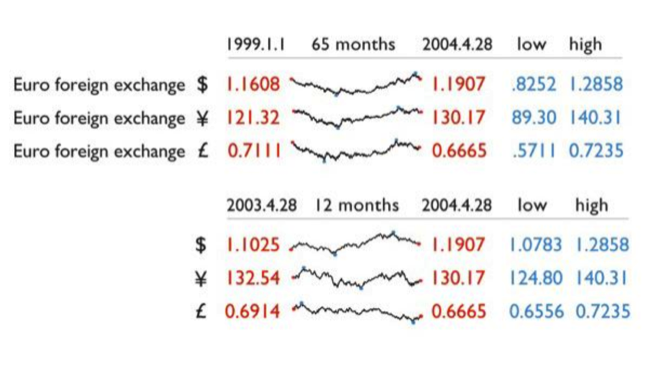 1999.1.1 65 months 2004.4.28 low high
Euro foreign exchange $ 1.1608 1.1907 .8252 1.2858
Euro foreign exchange ¥ 121.32 130.17 89.30 140.31
Euro foreign exchange £ 0.7111 0.6665 .5711 0.7235
2003.4.28 12 months 2004.4.28 low high
$ 1.1025 1.1907 1.0783 1.2858
¥ 132.54 130.17 124.80 140.31
£ 0.6914 0.6665 0.6556 0.7235